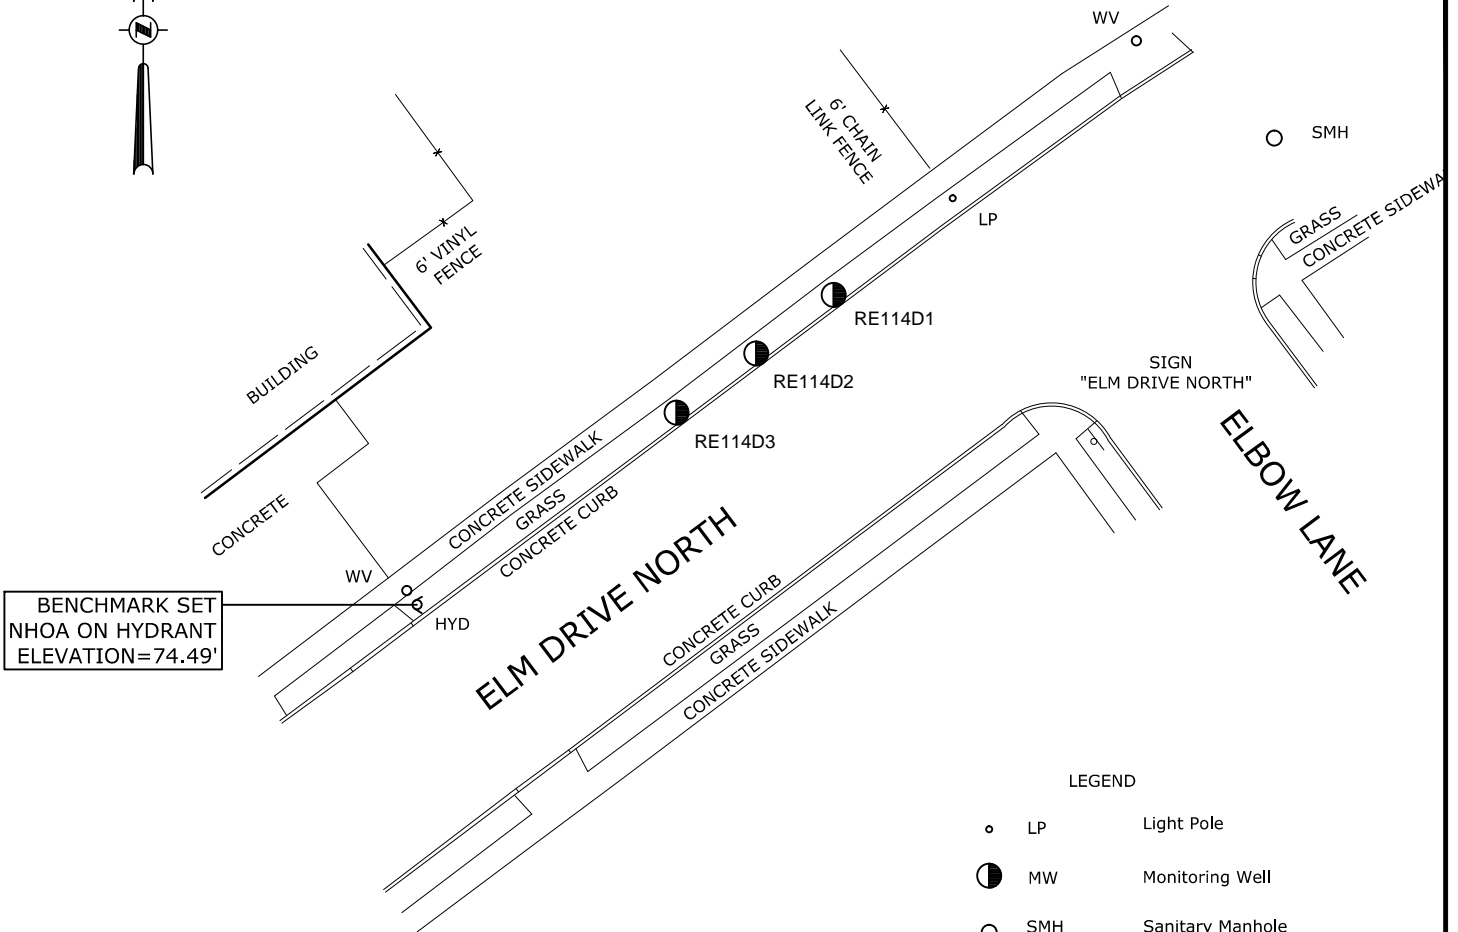 WV
SMH
6' CHAIN
LINK FENCE
LP
GRASS
CONCRETE SIDEWA
6' VINYL
FENCE
RE114D1
RE114D2
RE114D3
BUILDING
SIGN
"ELM DRIVE NORTH"
ELBOW LANE
CONCRETE
CONCRETE SIDEWALK
GRASS
CONCRETE CURB
WV
HYD
BENCHMARK SET
NHOA ON HYDRANT
ELEVATION=74.49'
ELM DRIVE NORTH
CONCRETE CURB
GRASS
CONCRETE SIDEWALK
LEGEND
LP Light Pole
MW Monitoring Well
SMH Sanitary Manhole